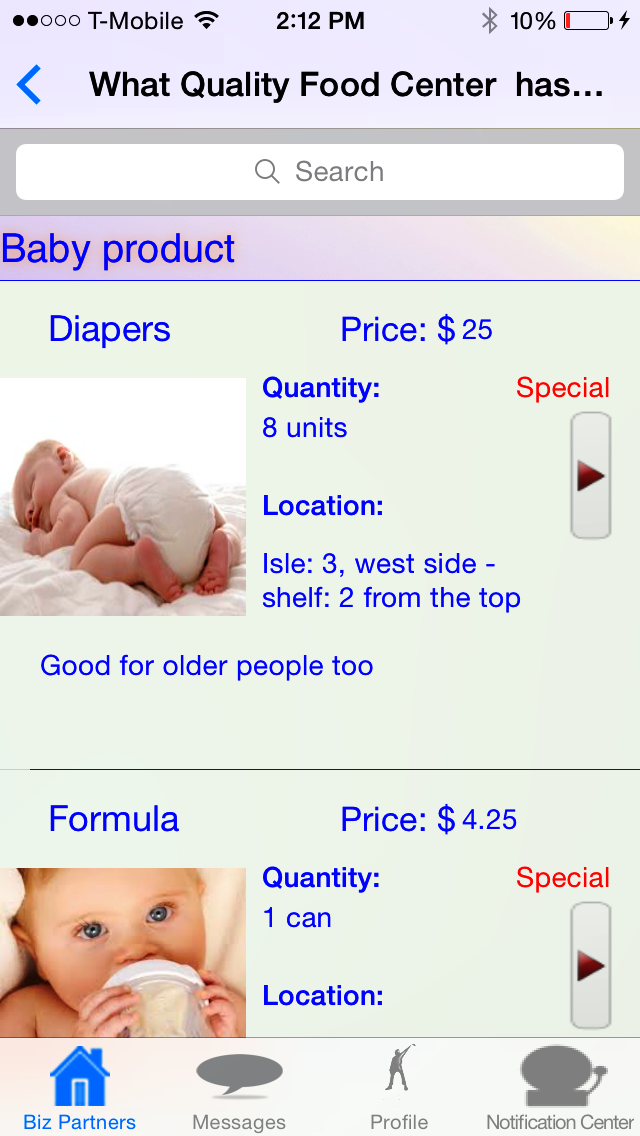 T-Mobile 2:12 PM 10%
What Quality Food Center has...
Search
Baby product
Diapers Price: $ 25
Quantity: Special
8 units
Location:
Isle: 3, west side -
shelf: 2 from the top
Good for older people too
Formula Price: $ 4.25
Quantity: Special
1 can
Location:
Biz Partners Messages Profile Notification Center